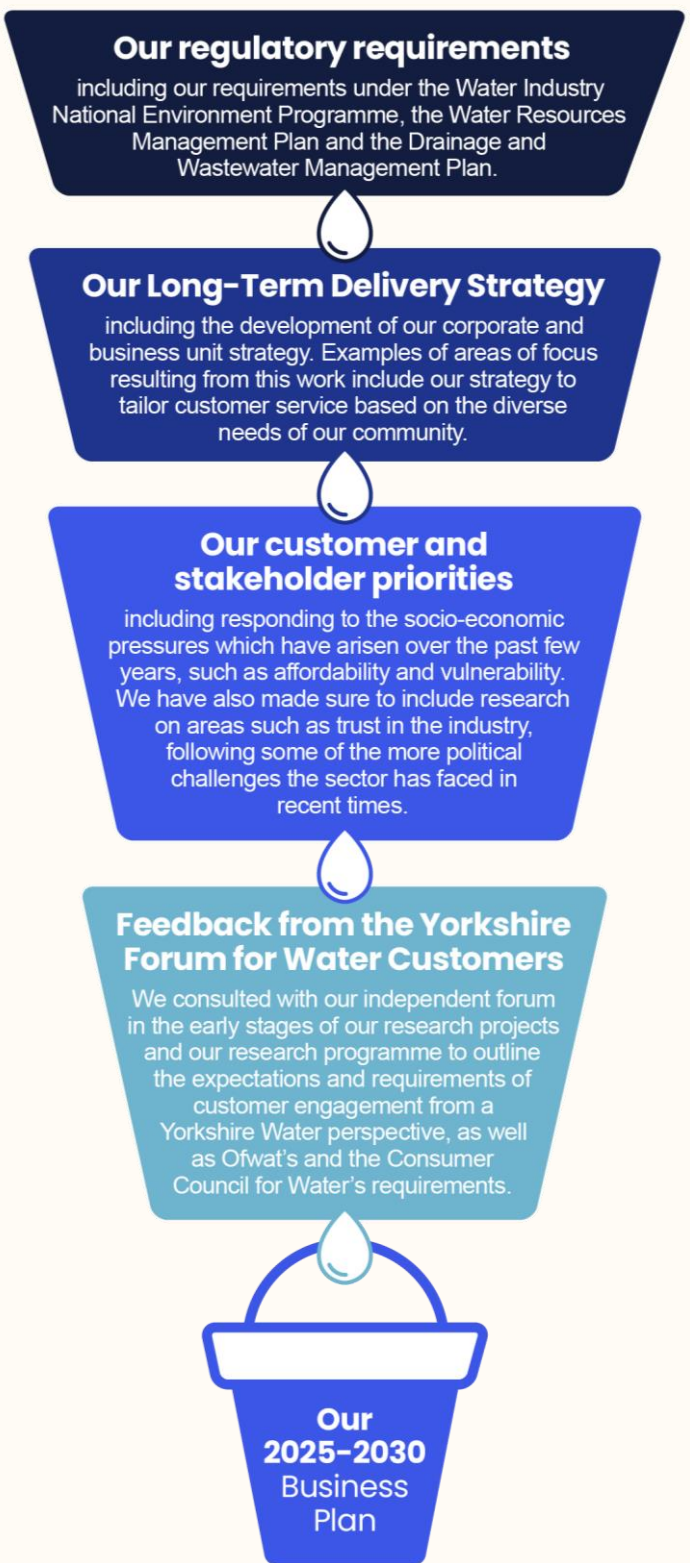 Our regulatory requirements
including our requirements under the Water Industry
National Environment Programme, the Water Resources
Management Plan and the Drainage and
Wastewater Management Plan.
Our Long-Term Delivery Strategy
including the development of our corporate and
business unit strategy. Examples of areas of focus
resulting from this work include our strategy to
tailor customer service based on the diverse
needs of our community.
Our customer and
stakeholder priorities
including responding to the socio-economic
pressures which have arisen over the past few
years, such as affordability and vulnerability.
We have also made sure to include research
on areas such as trust in the industry,
following some of the more political
challenges the sector has faced in
recent times.
Feedback from the Yorkshire
Forum for Water Customers
We consulted with our independent forum
in the early stages of our research projects
and our research programme to outline
the expectations and requirements of
customer engagement from a
Yorkshire Water perspective, as well
as Ofwat’s and the Consumer
Council for Water’s requirements.
Our
2025-2030
Business
Plan